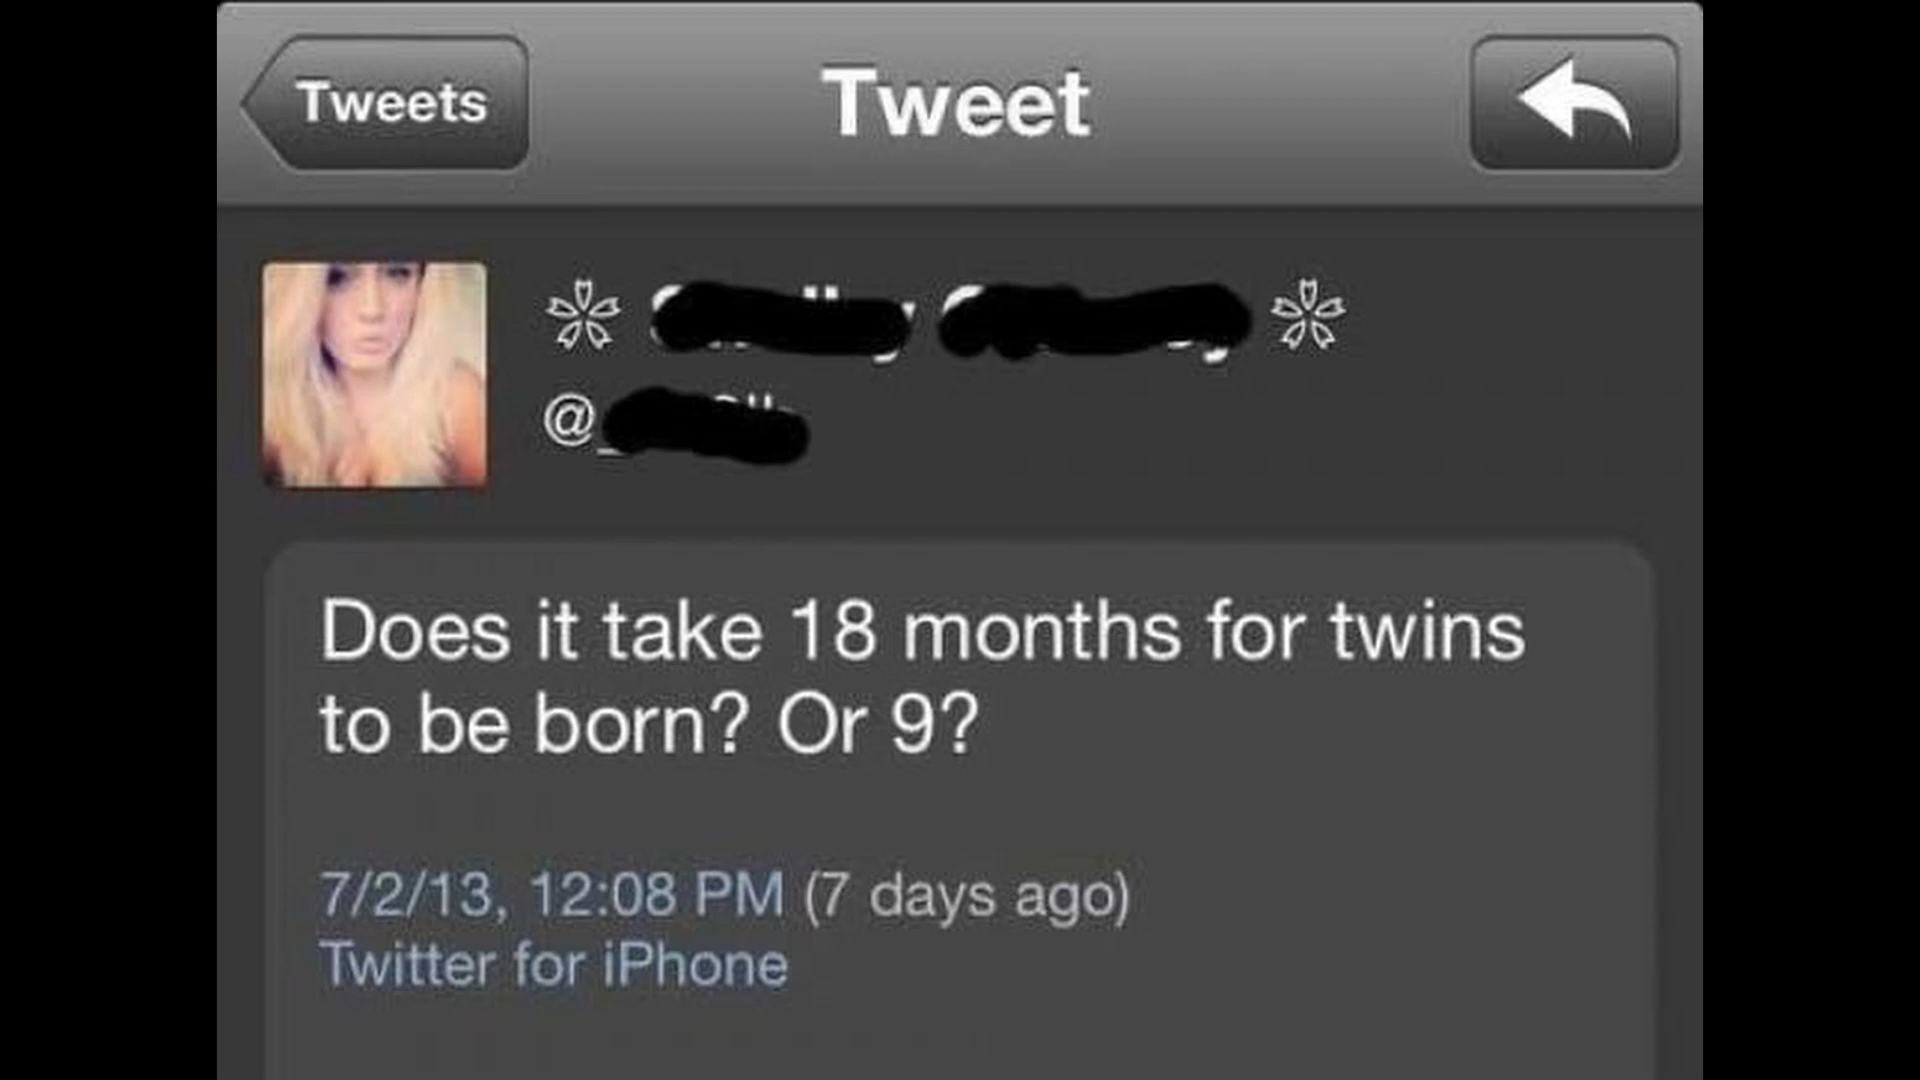 Tweets
Tweet
@_
Does it take 18 months for twins
to be born? Or 9?
7/2/13, 12:08 PM (7 days ago)
Twitter for iPhone